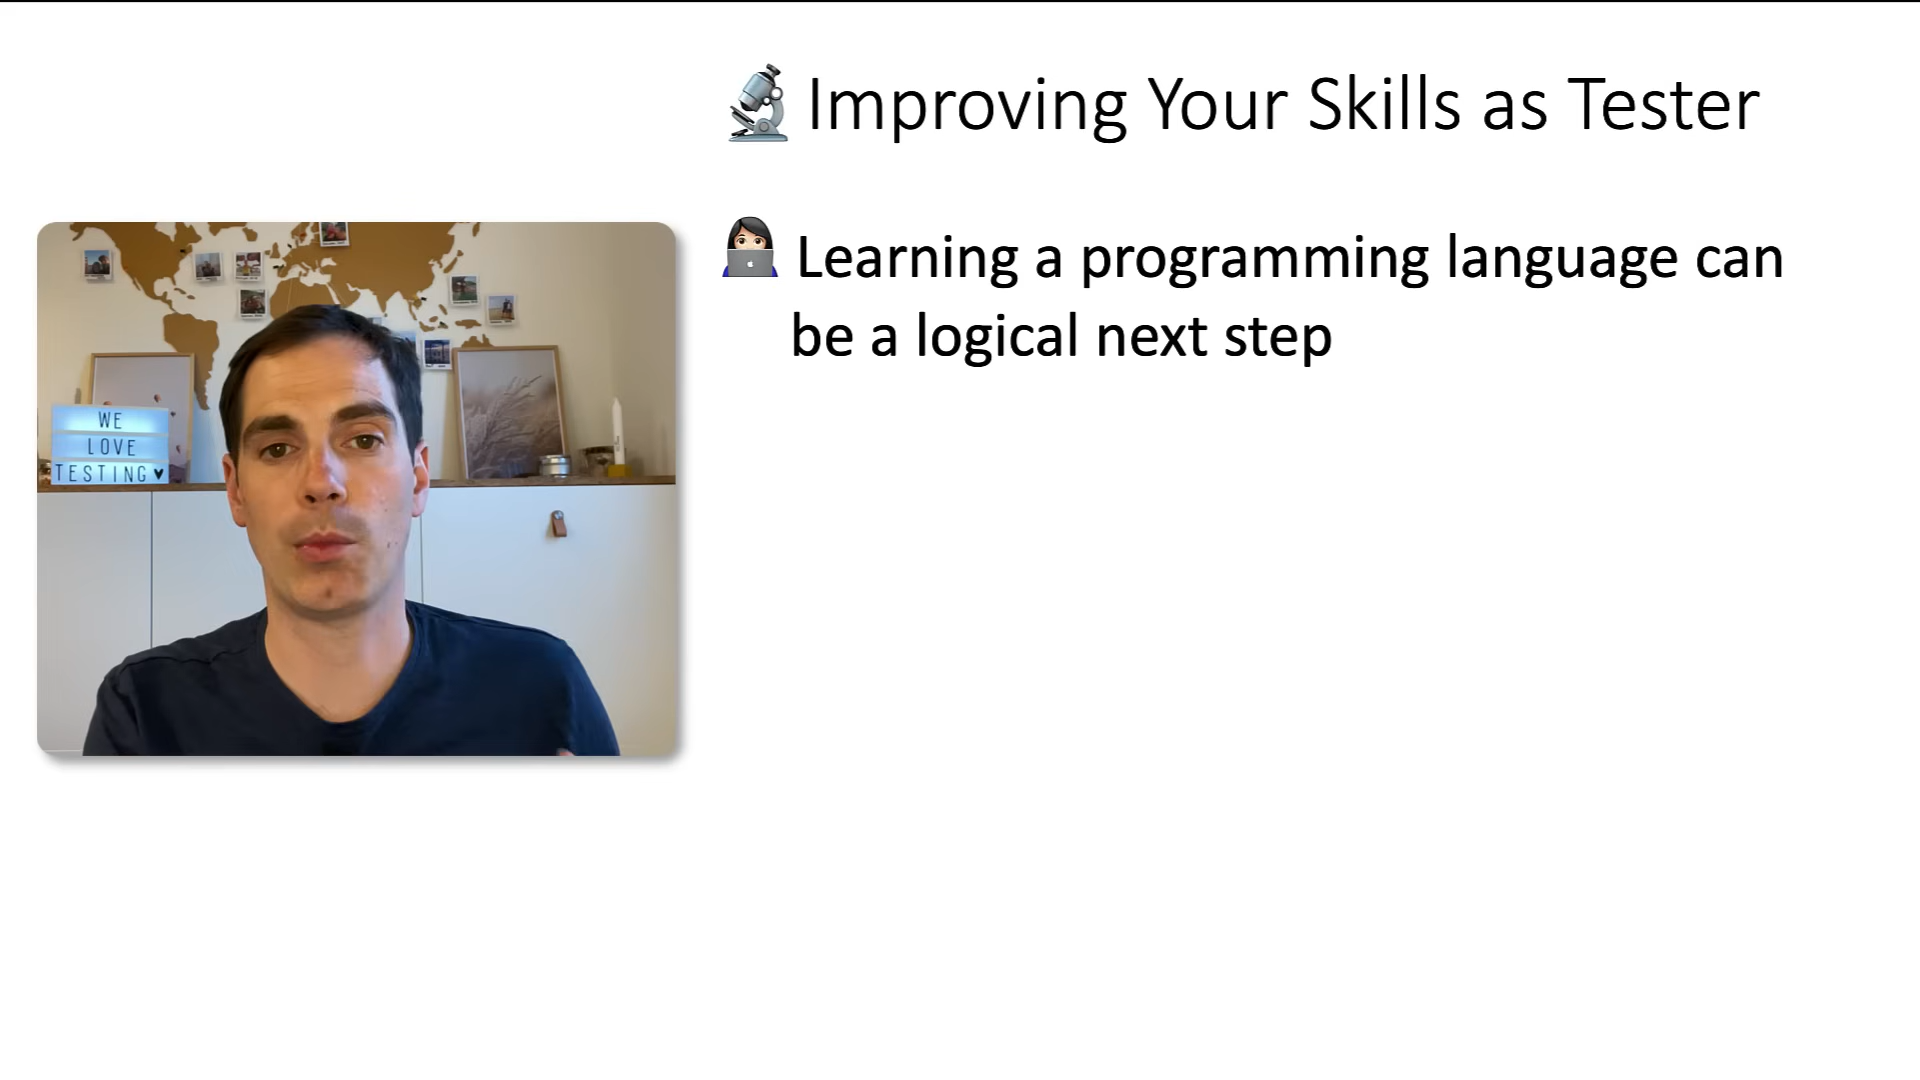 Improving Your Skills as Tester
Learning a programming language can
be a logical next step
WE
LOVE
TESTING♥